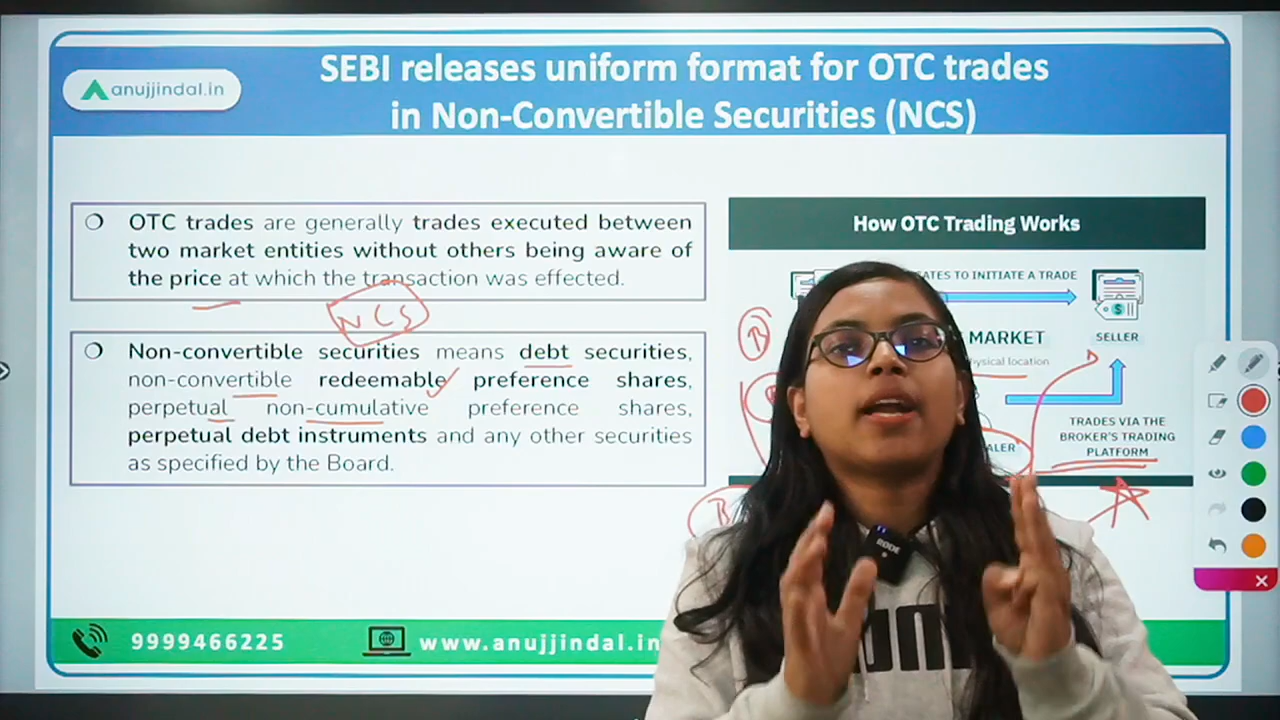 SEBI releases uniform format for OTC trades
in Non-Convertible Securities (NCS)
anujjindal.in
❍ OTC trades are generally trades executed between
two market entities without others being aware of
the price at which the transaction was effected.
NCS
❍ Non-convertible securities means debt securities,
non-convertible redeemable preference shares,
perpetual non-cumulative preference shares,
perpetual debt instruments and any other securities
as specified by the Board.
How OTC Trading Works
TO INITIATE A TRADE
MARKET
SELLER
location
TRADES VIA THE
BROKER'S TRADING
PLATFORM
B
B
RODE
9999466225
www.anujjindal.in